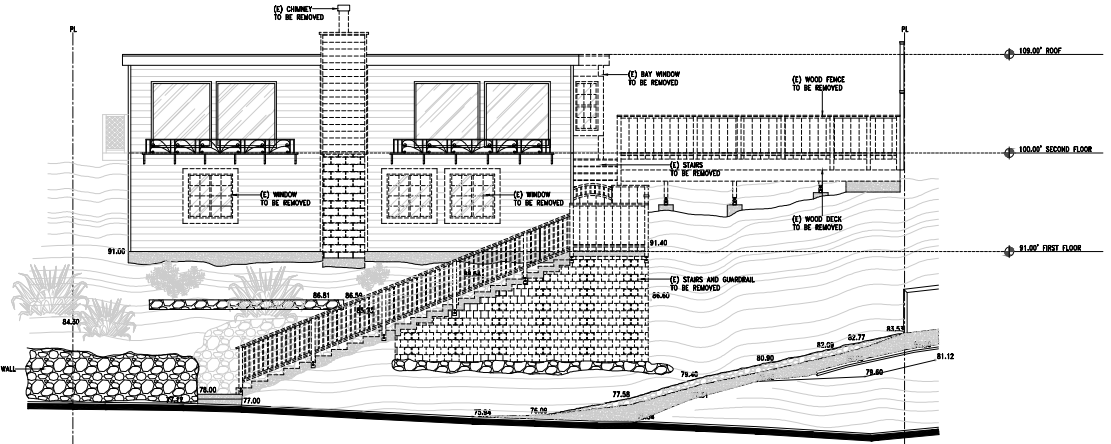 (E) CHIMNEY
TO BE REMOVED
PL
PL
109.00' ROOF
(E) BAY WINDOW
TO BE REMOVED
(E) WOOD FENCE
TO BE REMOVED
100.00' SECOND FLOOR
(E) STAIRS
TO BE REMOVED
(E) WINDOW
TO BE REMOVED
(E) WINDOW
TO BE REMOVED
(E) WOOD DECK
TO BE REMOVED
91.00
91.40
91.00' FIRST FLOOR
(E) STAIRS AND GUARDRAIL
TO BE REMOVED
86.81
86.50
86.60
84.30
83.53
82.77
82.09
81.12
80.90
79.60
79.40
WALL
78.00
77.58
77.00
76.09
75.94